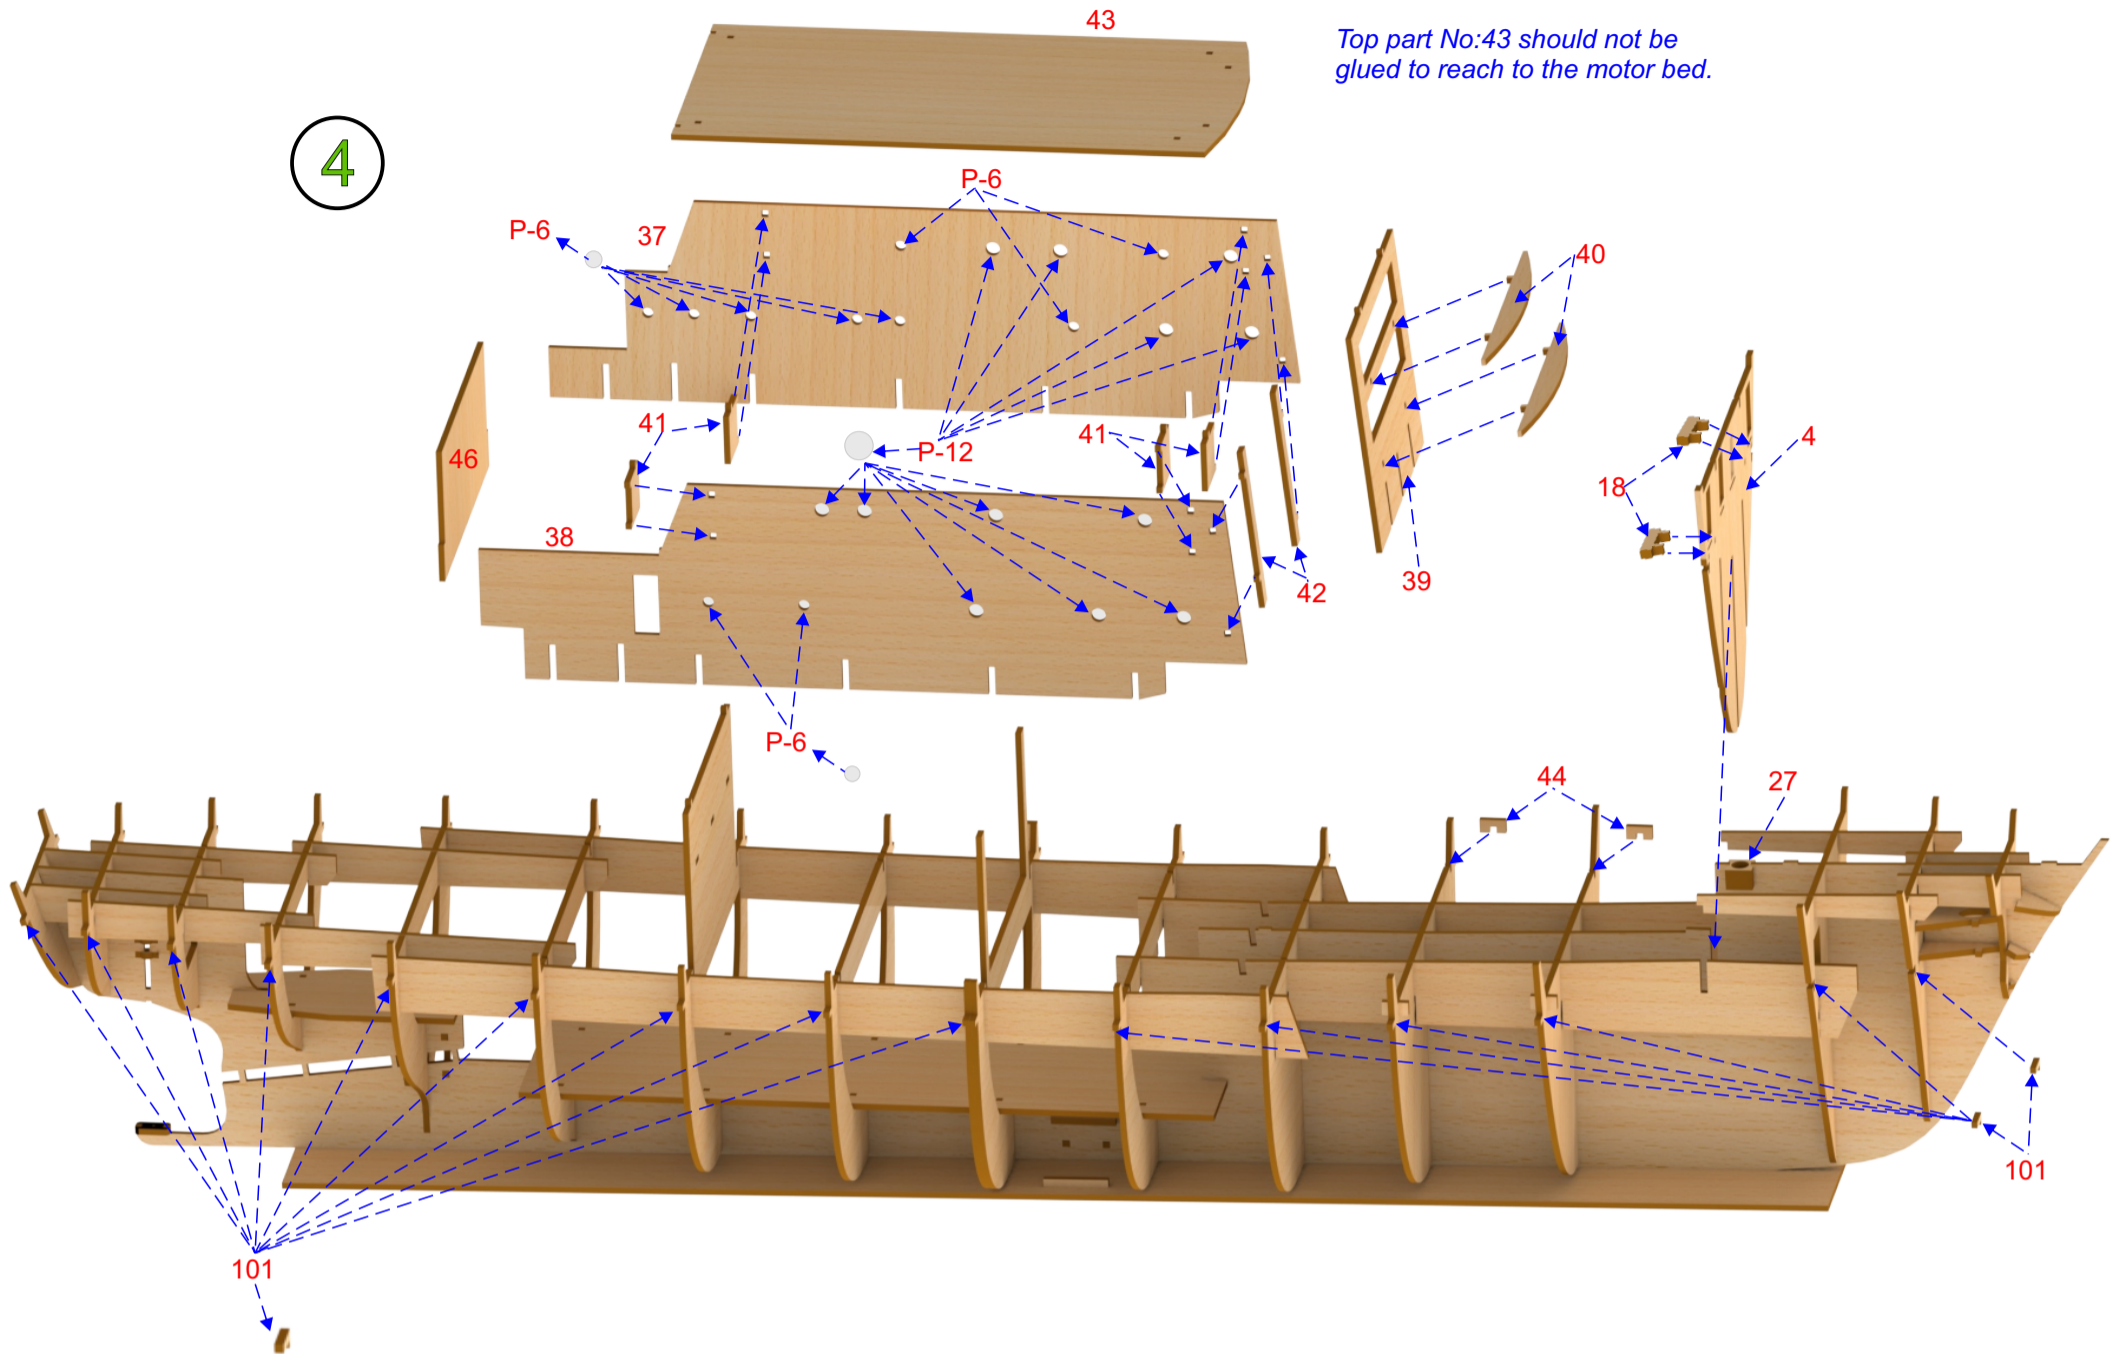 43
Top part No:43 should not be
glued to reach to the motor bed.
4
P-6
P-6
37
40
41
41
P-12
46
4
18
38
39
42
P-6
44
27
101
101